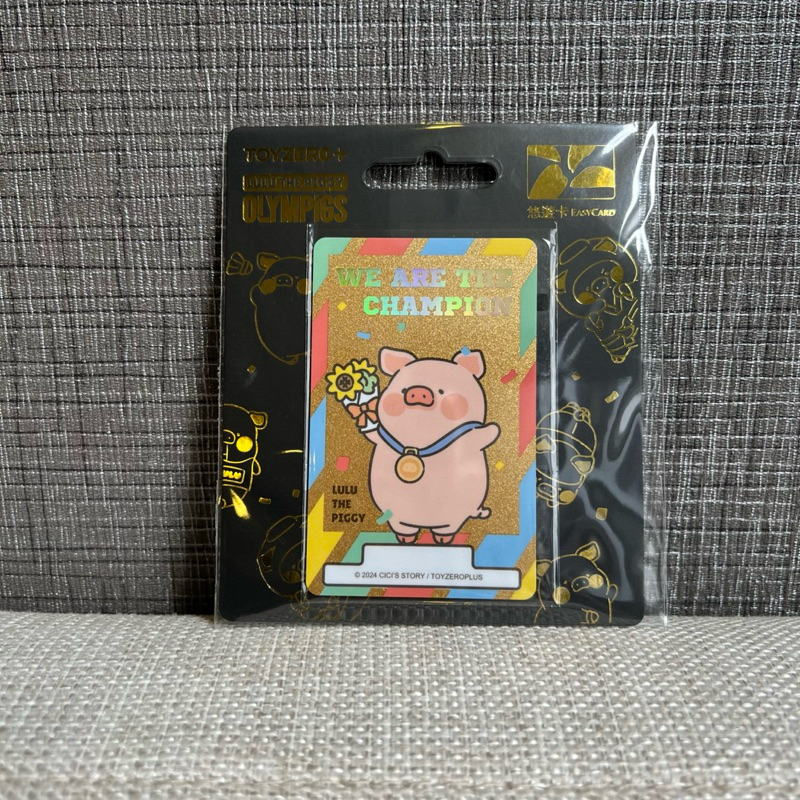 TOYZERO+
LULU THE PIGGY
OLYMPiGS
悠遊卡 EASYCARD
WE ARE THE
CHAMPION
LULU
THE
PIGGY
LULU
© 2024 CICI'S STORY / TOYZEROPLUS